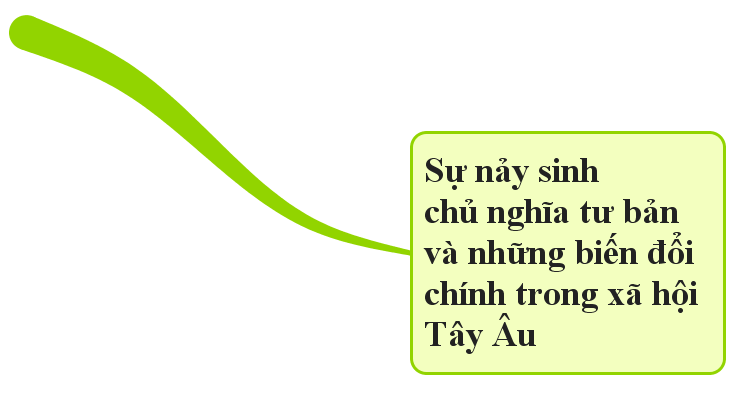 Sự nảy sinh
chủ nghĩa tư bản
và những biến đổi
chính trong xã hội
Tây Âu